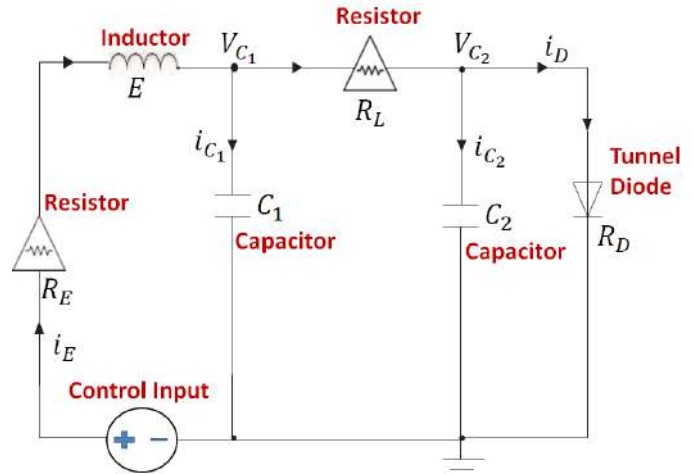 Resistor
Inductor
V_{C_1}
V_{C_2}
i_D
E
R_L
i_{C_1}
i_{C_2}
Tunnel
Diode
Resistor
C_1
C_2
Capacitor
Capacitor
R_D
R_E
i_E
Control Input
+ −